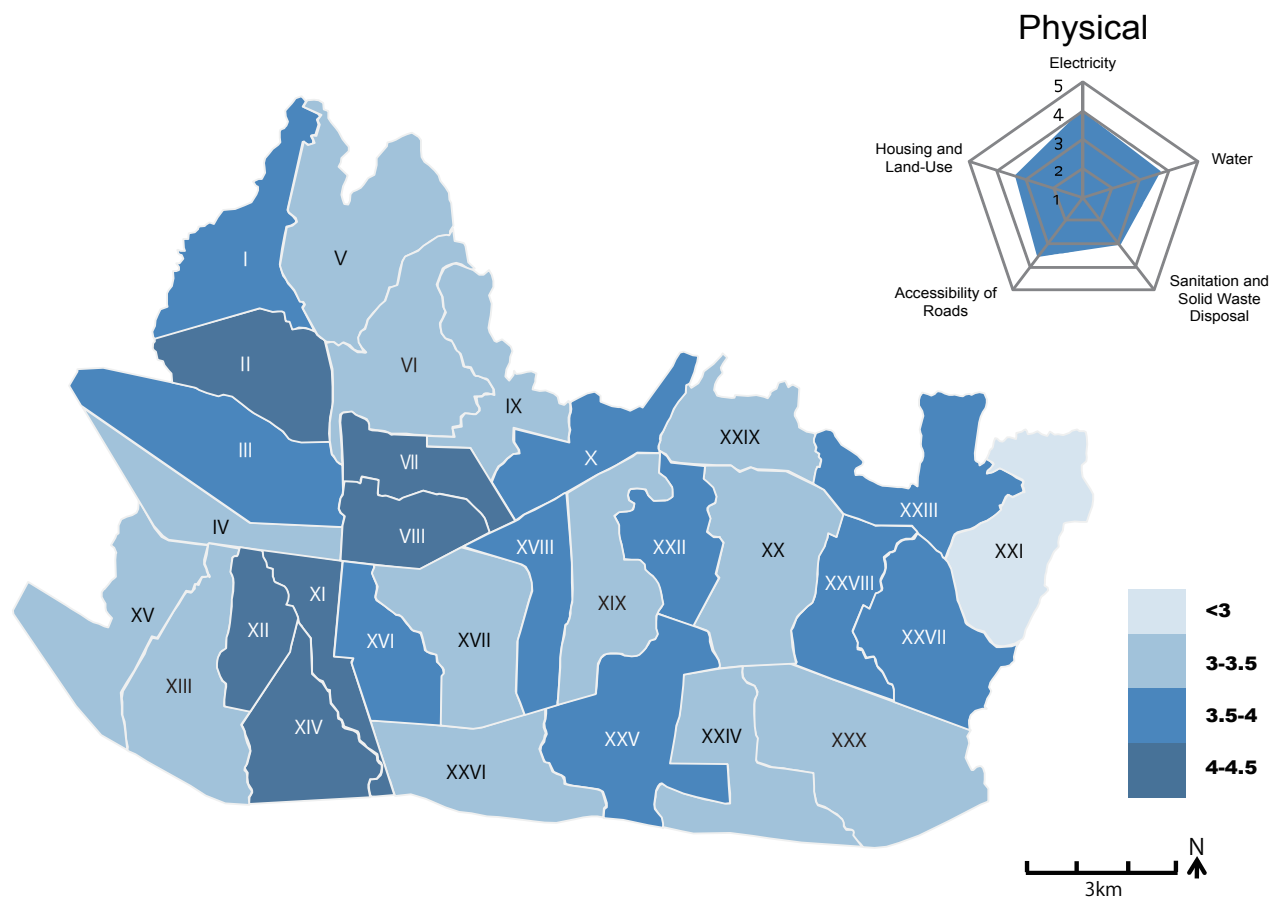 Physical
Electricity
5
4
3
2
1
Housing and
Land-Use
Water
Accessibility of
Roads
Sanitation and
Solid Waste
Disposal
I
V
II
VI
IX
III
VII
X
XXIX
IV
VIII
XVIII
XXII
XX
XXIII
XXI
XXVIII
XV
XII
XI
XVI
XVII
XIX
XXVII
XIII
XIV
XXV
XXIV
XXX
XXVI
<3
3-3.5
3.5-4
4-4.5
N
3km